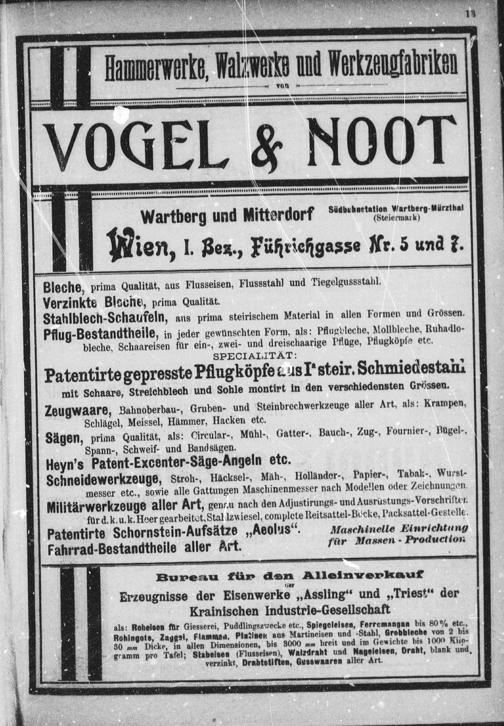 13
Hammerwerke, Walzwerke und Werkzeugfabriken
von
VOGEL & NOOT
Wartberg und Mitterdorf Südbahnstation Wartberg-Mürzthal
(Steiermark)
Wien, I. Bez., Führichgasse Nr. 5 und 7.
Bleche, prima Qualität, aus Flusseisen, Flussstahl und Tiegelgussstahl.
Verzinkte Bleche, prima Qualität.
Stahlblech-Schaufeln, aus prima steirischem Material in allen Formen und Grössen.
Pflug-Bestandtheile, in jeder gewünschten Form, als: Pflugbleche, Mollbleche, Ruhadlo-
bleche, Schaareisen für ein-, zwei- und dreischaarige Pflüge, Pflugköpfe etc.
SPECIALITÄT:
Patentirte gepresste Pflugköpfe aus Iª steir. Schmiedestahl
mit Schaare, Streichblech und Sohle montirt in den verschiedensten Grössen.
Zeugwaare, Bahnoberbau-, Gruben- und Steinbrechwerkzeuge aller Art, als: Krampen,
Schlägel, Meissel, Hämmer, Hacken etc.
Sägen, prima Qualität, als: Circular-, Mühl-, Gatter-, Bauch-, Zug-, Fournier-, Bügel-,
Spann-, Schweif- und Bandsägen.
Heyn's Patent-Excenter-Säge-Angeln etc.
Schneidewerkzeuge, Stroh-, Häcksel-, Mäh-, Holländer-, Papier-, Tabak-, Wurst-
messer etc., sowie alle Gattungen Maschinenmesser nach Modellen oder Zeichnungen.
Militärwerkzeuge aller Art, genau nach den Adjustirungs- und Ausrüstungs-Vorschriften
für d. k. u. k. Heer gearbeitet, Stallzwiesel, complete Reitsattel-Böcke, Packsattel-Gestelle.
Patentirte Schornstein-Aufsätze „Aeolus". Maschinelle Einrichtung
Fahrrad-Bestandtheile aller Art. für Massen-Production
Bureau für den Alleinverkauf
der
Erzeugnisse der Eisenwerke „Assling" und „Triest" der
Krainischen Industrie-Gesellschaft
als: Roheisen für Giesserei, Puddlingszwecke etc., Spiegeleisen, Ferromangan bis 80% etc.,
Rohingots, Zaggel, Flammna, Platinen aus Martineisen und -Stahl, Grobbleche von 2 bis
30 mm Dicke, in allen Dimensionen, bis 3000 mm breit und im Gewichte bis 1000 Kilo-
gramm pro Tafel; Stabeisen (Flusseisen), Walzdraht und Nageleisen, Draht, blank und
verzinkt, Drahtstiften, Gusswaaren aller Art.